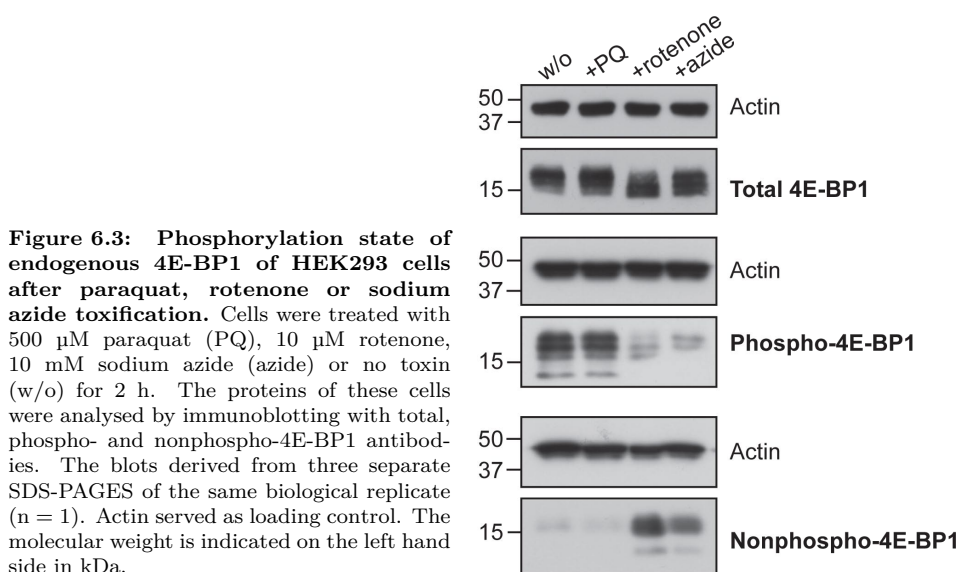 Figure 6.3: Phosphorylation state of
endogenous 4E-BP1 of HEK293 cells
after paraquat, rotenone or sodium
azide toxification. Cells were treated with
500 µM paraquat (PQ), 10 µM rotenone,
10 mM sodium azide (azide) or no toxin
(w/o) for 2 h. The proteins of these cells
were analysed by immunoblotting with total,
phospho- and nonphospho-4E-BP1 antibod-
ies. The blots derived from three separate
SDS-PAGES of the same biological replicate
(n = 1). Actin served as loading control. The
molecular weight is indicated on the left hand
side in kDa.
w/o +PQ +rotenone +azide
50
37
Actin
15
Total 4E-BP1
50
37
Actin
15
Phospho-4E-BP1
50
37
Actin
15
Nonphospho-4E-BP1